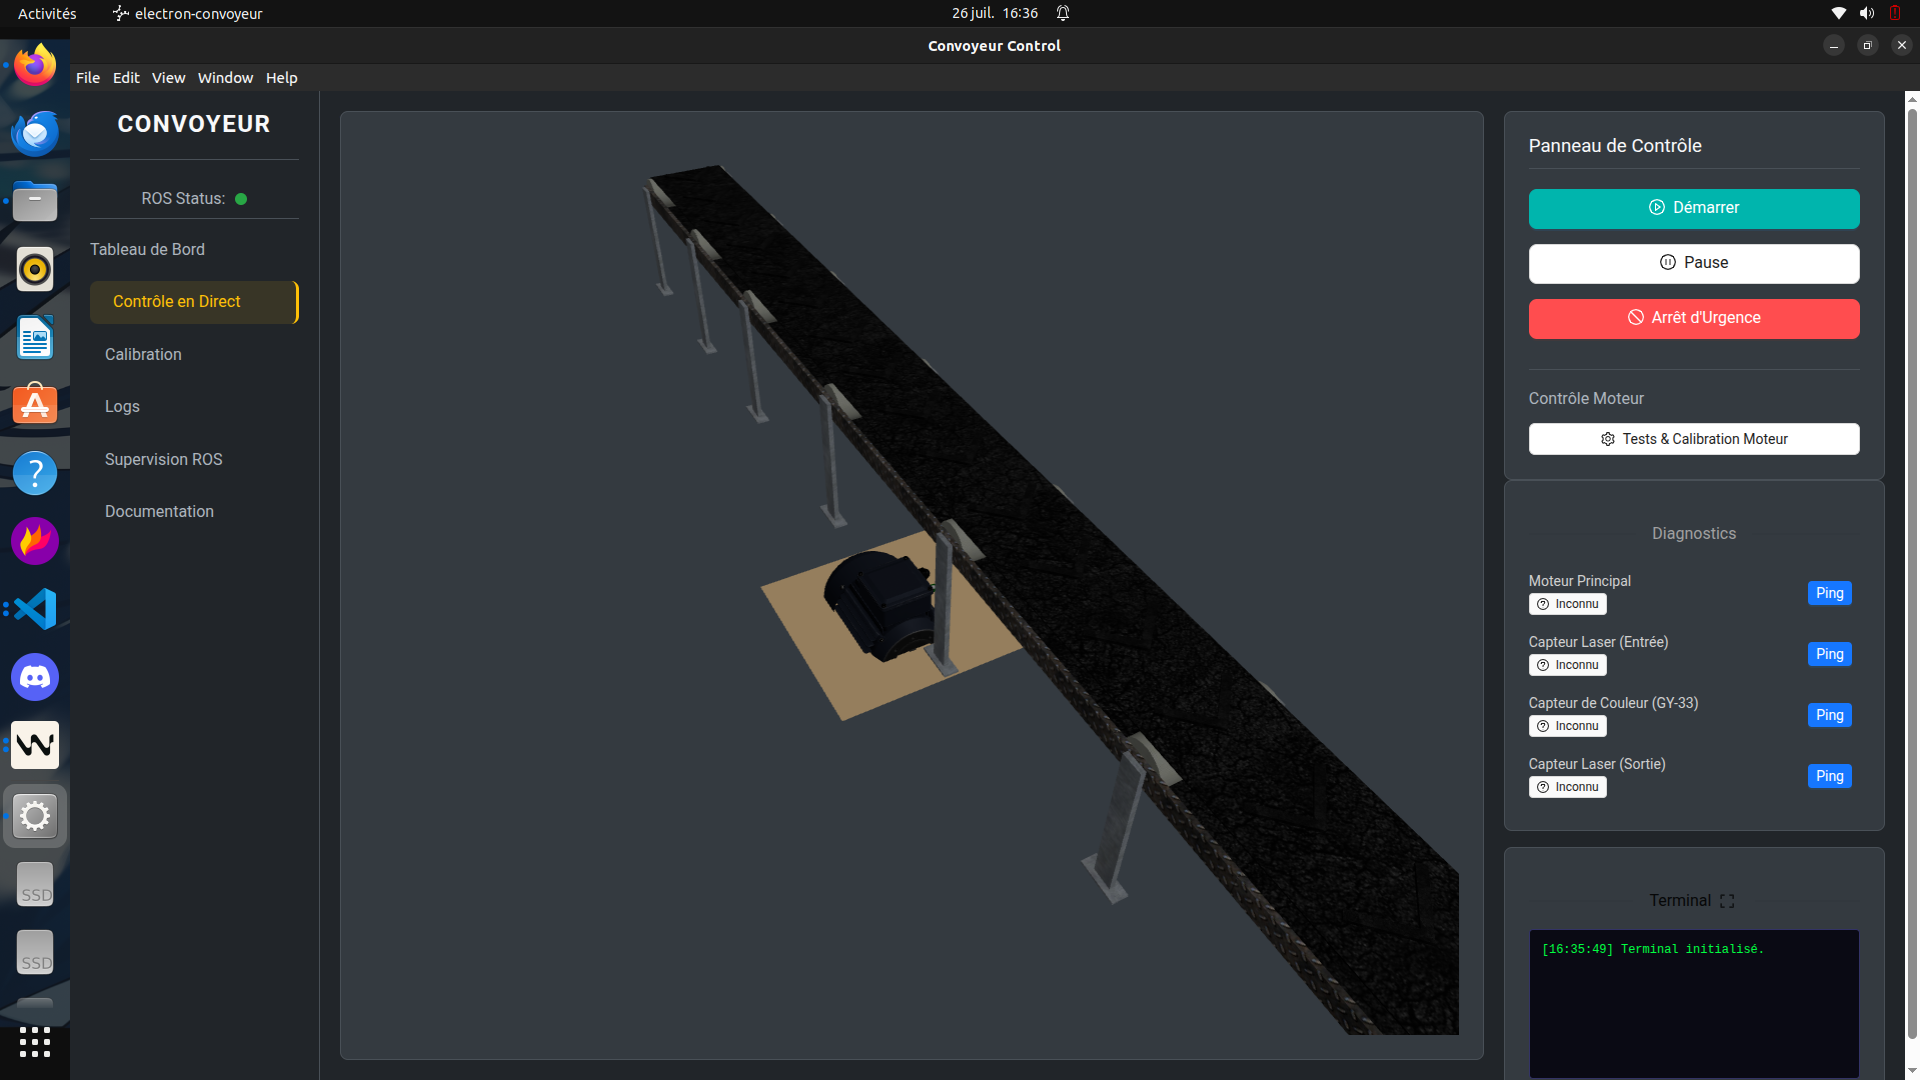 Activités
electron-convoyeur
26 juil. 16:36
Convoyeur Control
File Edit View Window Help
CONVOYEUR
ROS Status:
Tableau de Bord
Contrôle en Direct
Calibration
Logs
Supervision ROS
Documentation
Panneau de Contrôle
Démarrer
Pause
Arrêt d'Urgence
Contrôle Moteur
Tests & Calibration Moteur
Diagnostics
Moteur Principal
Inconnu
Ping
Capteur Laser (Entrée)
Inconnu
Ping
Capteur de Couleur (GY-33)
Inconnu
Ping
Capteur Laser (Sortie)
Inconnu
Ping
Terminal
[16:35:49] Terminal initialisé.
SSD
SSD